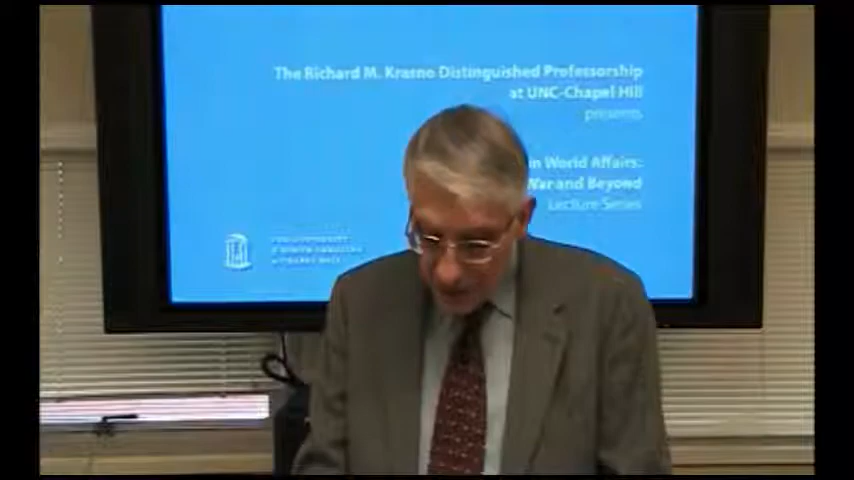 The Richard M. Krasno Distinguished Professorship
at UNC-Chapel Hill
presents
in World Affairs:
War and Beyond
Lecture Series